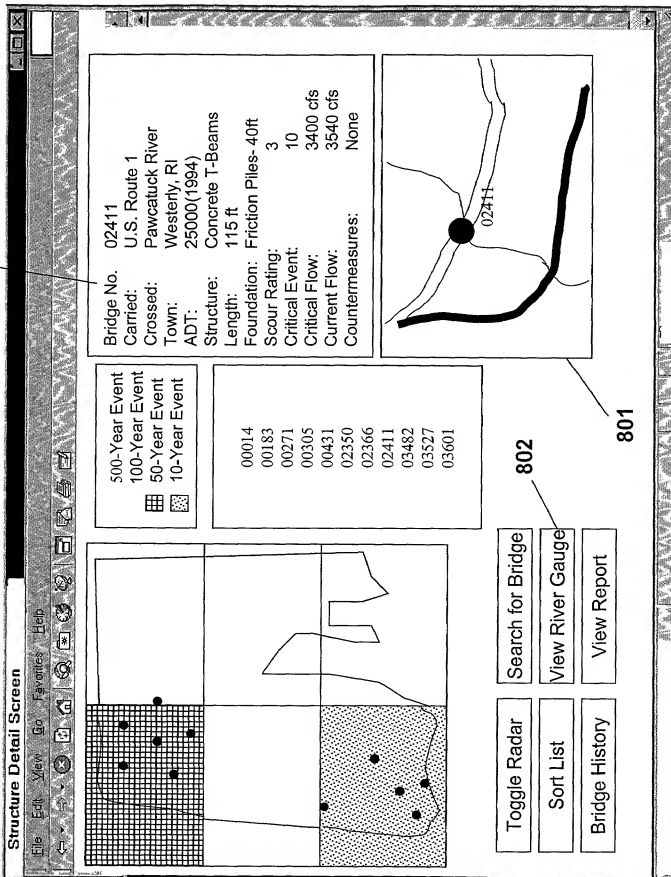 Structure Detail Screen
File Edit View Go Favorites Help
500-Year Event
100-Year Event
50-Year Event
10-Year Event
Bridge No. 02411
Carried: U.S. Route 1
Crossed: Pawcatuck River
Town: Westerly, RI
ADT: 25000(1994)
Structure: Concrete T-Beams
Length: 115 ft
Foundation: Friction Piles- 40ft
Scour Rating: 3
Critical Event: 10
Critical Flow: 3400 cfs
Current Flow: 3540 cfs
Countermeasures: None
00014
00183
00271
00305
00431
02350
02366
02411
03482
03527
03601
02411
Toggle Radar
Search for Bridge
Sort List
View River Gauge
Bridge History
View Report
802
801